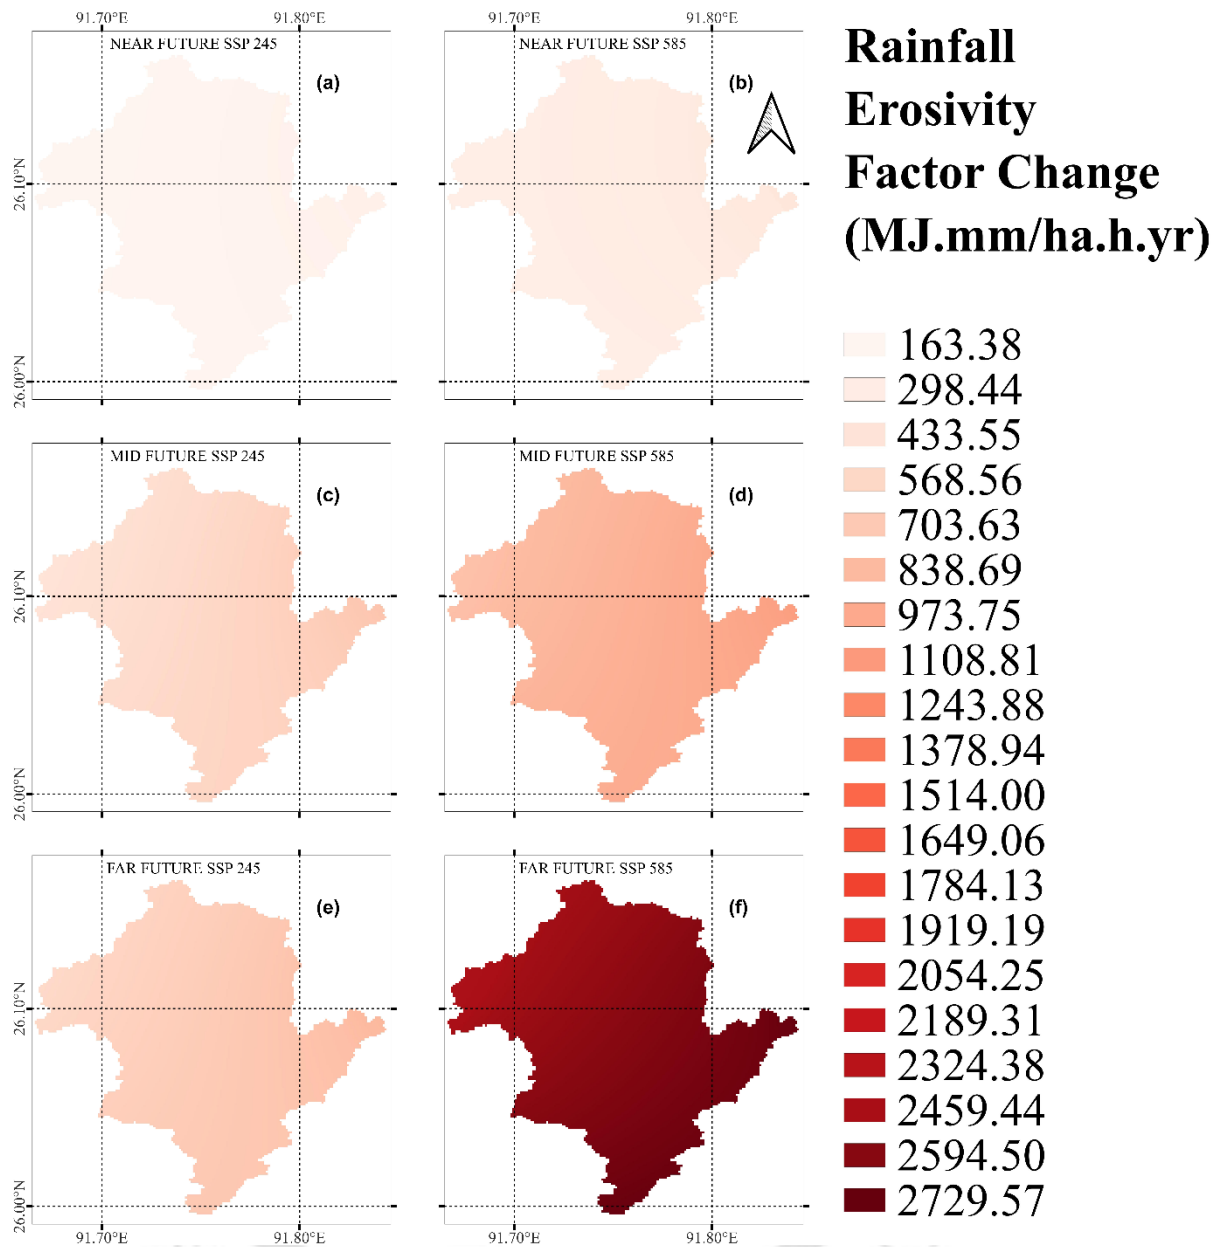 91.70°E
91.80°E
91.70°E
91.80°E
NEAR FUTURE SSP 245
(a)
26.10°N
26.00°N
NEAR FUTURE SSP 585
(b)
MID FUTURE SSP 245
(c)
26.10°N
26.00°N
MID FUTURE SSP 585
(d)
FAR FUTURE SSP 245
(e)
26.10°N
26.00°N
FAR FUTURE SSP 585
(f)
91.70°E
91.80°E
91.70°E
91.80°E
Rainfall
Erosivity
Factor Change
(MJ.mm/ha.h.yr)
163.38
298.44
433.55
568.56
703.63
838.69
973.75
1108.81
1243.88
1378.94
1514.00
1649.06
1784.13
1919.19
2054.25
2189.31
2324.38
2459.44
2594.50
2729.57